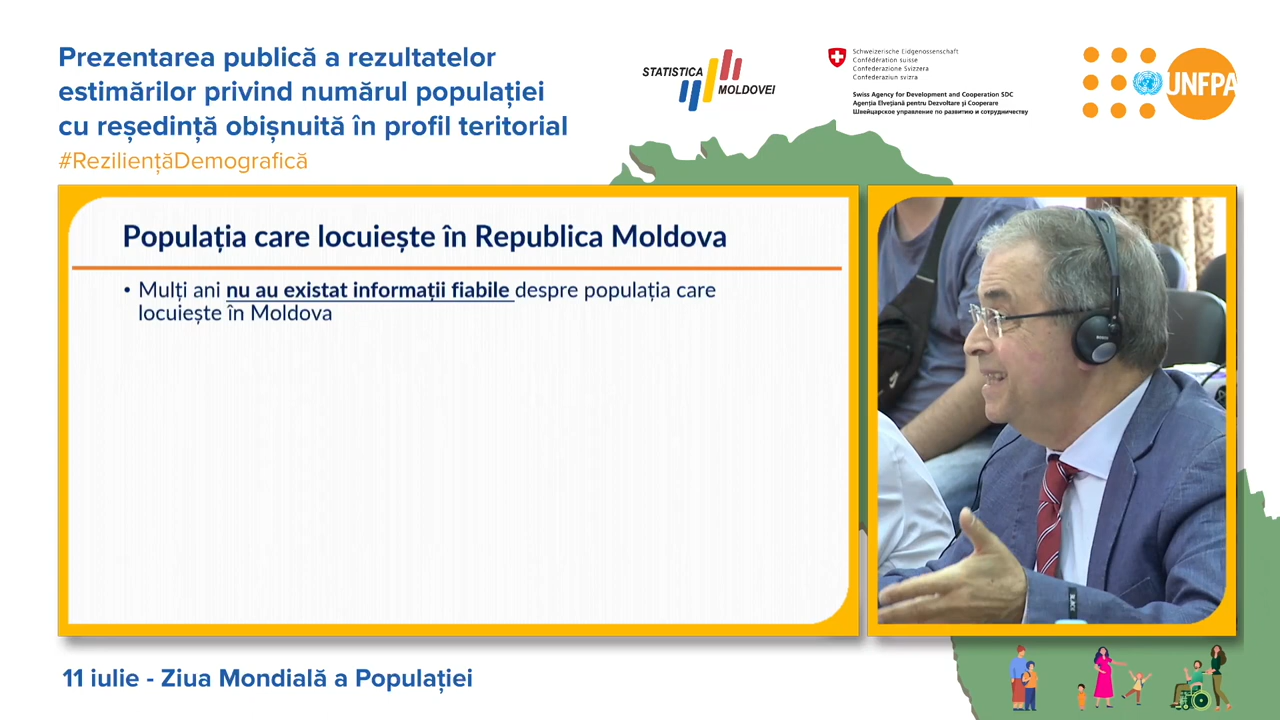 Prezentarea publică a rezultatelor
estimărilor privind numărul populației
cu reședință obișnuită în profil teritorial
#ReziliențăDemografică
STATISTICA
MOLDOVEI
Schweizerische Eidgenossenschaft
Confédération suisse
Confederazione Svizzera
Confederaziun svizra
Swiss Agency for Development and Cooperation SDC
Agenția Elvețiană pentru Dezvoltare și Cooperare
Швейцарское управление по развитию и сотрудничеству
UNFPA
Populația care locuiește în Republica Moldova
• Mulți ani nu au existat informații fiabile despre populația care
locuiește în Moldova
11 iulie - Ziua Mondială a Populației